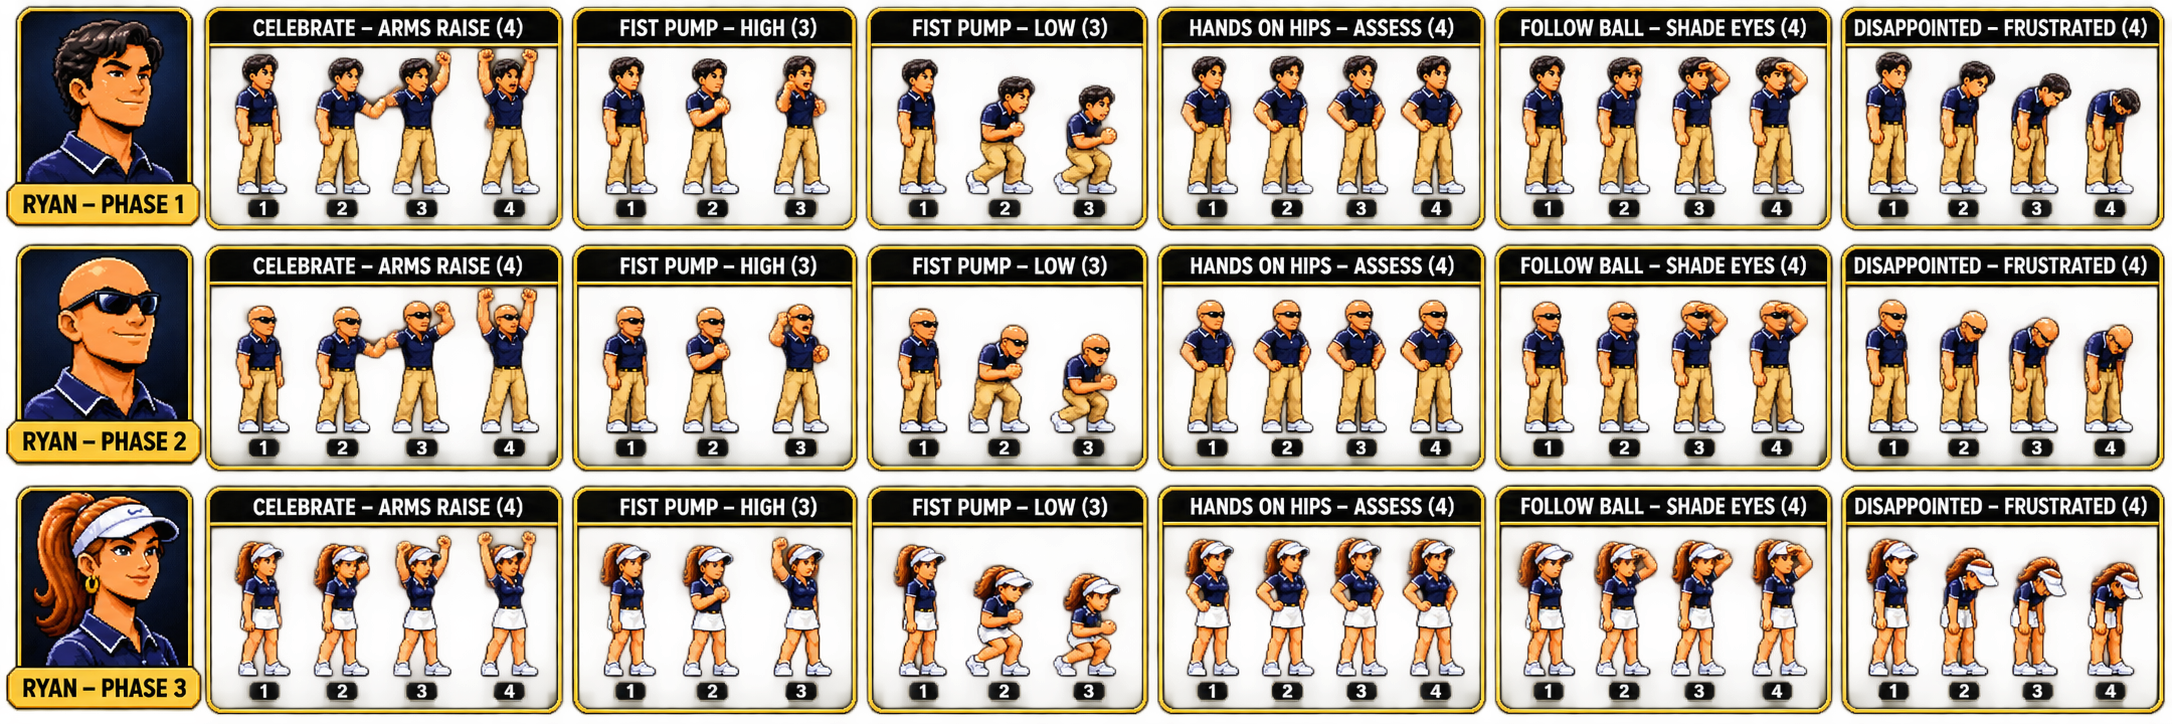 CELEBRATE – ARMS RAISE (4)
FIST PUMP – HIGH (3)
FIST PUMP – LOW (3)
HANDS ON HIPS – ASSESS (4)
FOLLOW BALL – SHADE EYES (4)
DISAPPOINTED – FRUSTRATED (4)
RYAN – PHASE 1
1 2 3 4
1 2 3
1 2 3
1 2 3 4
1 2 3 4
1 2 3 4
CELEBRATE – ARMS RAISE (4)
FIST PUMP – HIGH (3)
FIST PUMP – LOW (3)
HANDS ON HIPS – ASSESS (4)
FOLLOW BALL – SHADE EYES (4)
DISAPPOINTED – FRUSTRATED (4)
RYAN – PHASE 2
1 2 3 4
1 2 3
1 2 3
1 2 3 4
1 2 3 4
1 2 3 4
CELEBRATE – ARMS RAISE (4)
FIST PUMP – HIGH (3)
FIST PUMP – LOW (3)
HANDS ON HIPS – ASSESS (4)
FOLLOW BALL – SHADE EYES (4)
DISAPPOINTED – FRUSTRATED (4)
RYAN – PHASE 3
1 2 3 4
1 2 3
1 2 3
1 2 3 4
1 2 3 4
1 2 3 4